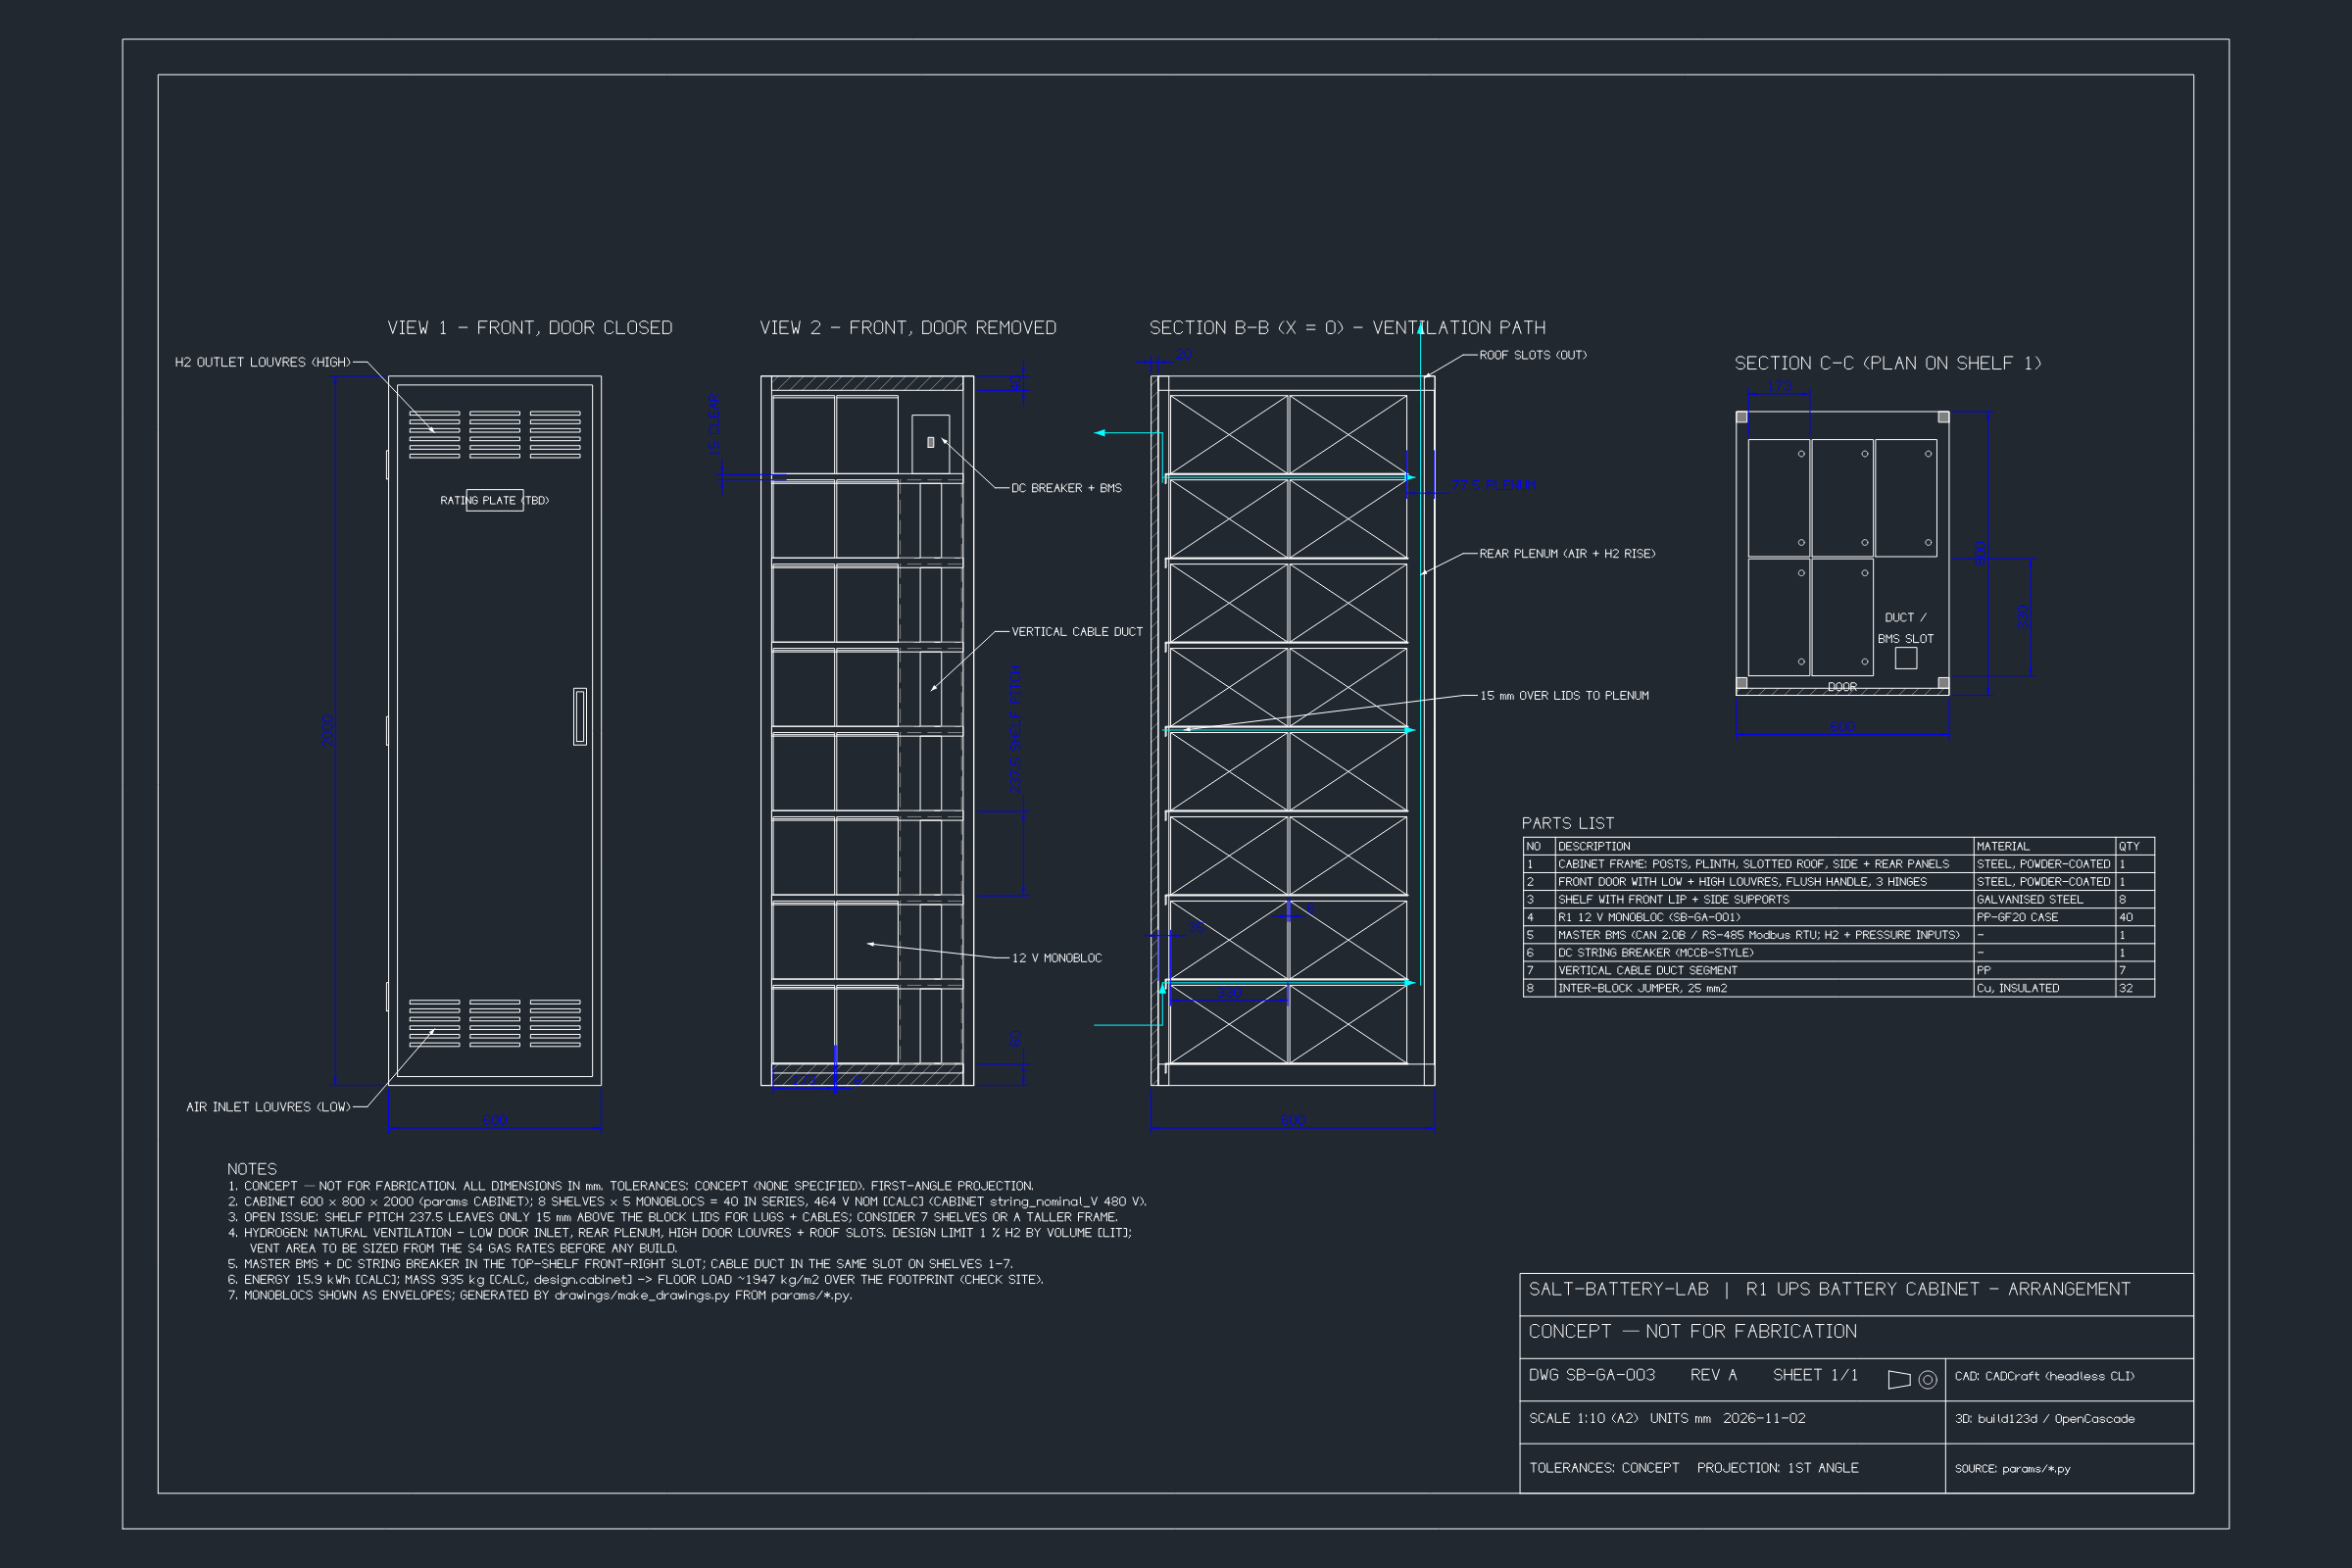 VIEW 1 - FRONT, DOOR CLOSED
VIEW 2 - FRONT, DOOR REMOVED
SECTION B-B (X = 0) - VENTILATION PATH
SECTION C-C (PLAN ON SHELF 1)
H2 OUTLET LOUVRES (HIGH)
RATING PLATE (TBD)
AIR INLET LOUVRES (LOW)
2000
600
15 CLEAR
40
DC BREAKER + BMS
VERTICAL CABLE DUCT
237.5 SHELF PITCH
12 V MONOBLOC
60
20
ROOF SLOTS (OUT)
PLENUM
REAR PLENUM (AIR + H2 RISE)
15 mm OVER LIDS TO PLENUM
35
330
800
173
800
330
DUCT /
BMS SLOT
DOOR
600
PARTS LIST
NO DESCRIPTION MATERIAL QTY
1 CABINET FRAME: POSTS, PLINTH, SLOTTED ROOF, SIDE + REAR PANELS STEEL, POWDER-COATED 1
2 FRONT DOOR WITH LOW + HIGH LOUVRES, FLUSH HANDLE, 3 HINGES STEEL, POWDER-COATED 1
3 SHELF WITH FRONT LIP + SIDE SUPPORTS GALVANISED STEEL 8
4 R1 12 V MONOBLOC (SB-GA-001) PP-GF20 CASE 40
5 MASTER BMS (CAN 2.0B / RS-485 Modbus RTU; H2 + PRESSURE INPUTS) - 1
6 DC STRING BREAKER (MCCB-STYLE) - 1
7 VERTICAL CABLE DUCT SEGMENT PP 7
8 INTER-BLOCK JUMPER, 25 mm2 Cu, INSULATED 32
NOTES
1. CONCEPT — NOT FOR FABRICATION. ALL DIMENSIONS IN mm. TOLERANCES: CONCEPT (NONE SPECIFIED). FIRST-ANGLE PROJECTION.
2. CABINET 600 x 800 x 2000 (params CABINET); 8 SHELVES x 5 MONOBLOCS = 40 IN SERIES, 464 V NOM [CALC] (CABINET string_nominal_V 480 V).
3. OPEN ISSUE: SHELF PITCH 237.5 LEAVES ONLY 15 mm ABOVE THE BLOCK LIDS FOR LUGS + CABLES; CONSIDER 7 SHELVES OR A TALLER FRAME.
4. HYDROGEN: NATURAL VENTILATION - LOW DOOR INLET, REAR PLENUM, HIGH DOOR LOUVRES + ROOF SLOTS. DESIGN LIMIT 1 % H2 BY VOLUME [LIT];
VENT AREA TO BE SIZED FROM THE S4 GAS RATES BEFORE ANY BUILD.
5. MASTER BMS + DC STRING BREAKER IN THE TOP-SHELF FRONT-RIGHT SLOT; CABLE DUCT IN THE SAME SLOT ON SHELVES 1-7.
6. ENERGY 15.9 kWh [CALC]; MASS 935 kg [CALC, design.cabinet] -> FLOOR LOAD ~1947 kg/m2 OVER THE FOOTPRINT (CHECK SITE).
7. MONOBLOCS SHOWN AS ENVELOPES; GENERATED BY drawings/make_drawings.py FROM params/*.py.
SALT-BATTERY-LAB | R1 UPS BATTERY CABINET - ARRANGEMENT
CONCEPT — NOT FOR FABRICATION
DWG SB-GA-003 REV A SHEET 1/1
CAD: CADCraft (headless CLI)
SCALE 1:10 (A2) UNITS mm 2026-11-02
3D: build123d / OpenCascade
TOLERANCES: CONCEPT PROJECTION: 1ST ANGLE
SOURCE: params/*.py